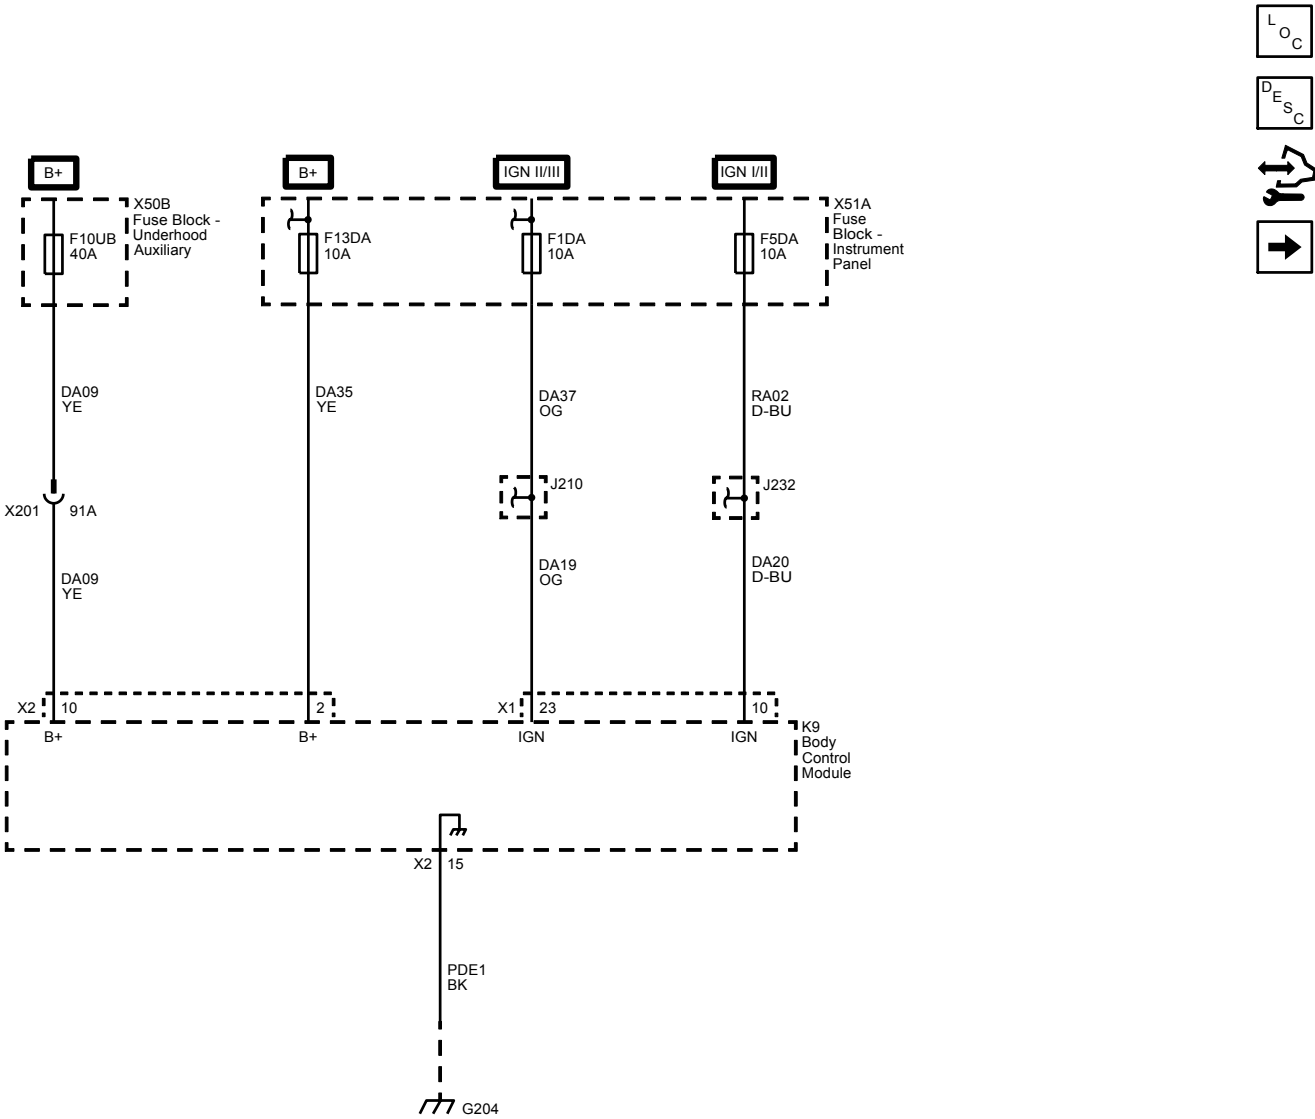 L
O
C
D
E
S
C
B+
B+
IGN II/III
IGN I/II
X50B
Fuse Block -
Underhood
Auxiliary
F10UB
40A
F13DA
10A
F1DA
10A
F5DA
10A
X51A
Fuse
Block -
Instrument
Panel
DA09
YE
DA35
YE
DA37
OG
RA02
D-BU
X201
91A
J210
J232
DA09
YE
DA19
OG
DA20
D-BU
X2
10
2
X1
23
10
B+
B+
IGN
IGN
K9
Body
Control
Module
X2
15
PDE1
BK
G204